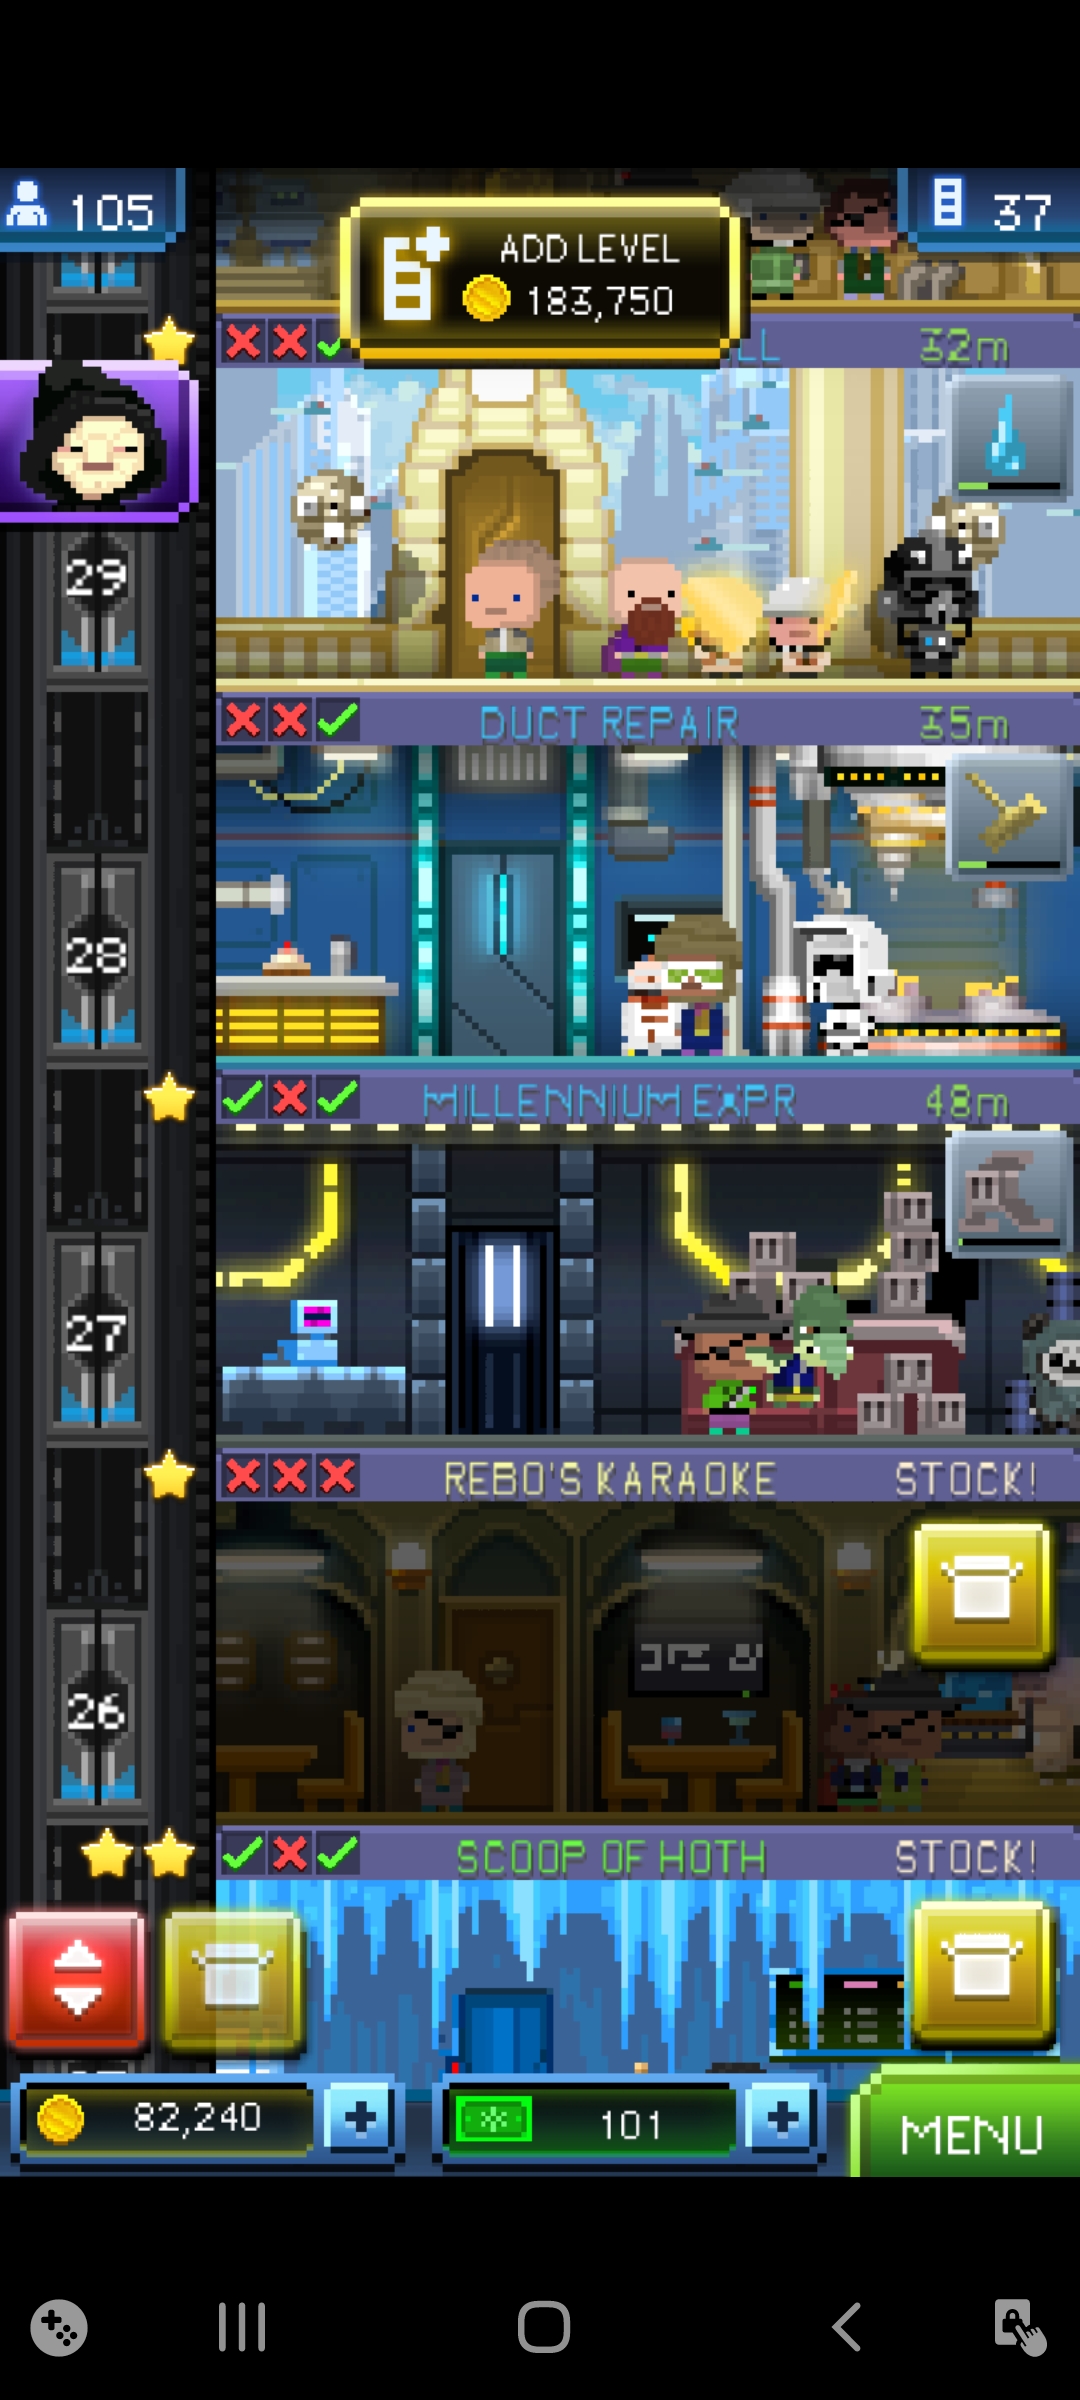 105
37
ADD LEVEL
183,750
LL
32m
29
DUCT REPAIR
35m
28
MILLENNIUM EXPR
48m
27
REBO'S KARAOKE
STOCK!
26
SCOOP OF HOTH
STOCK!
82,240
101
MENU